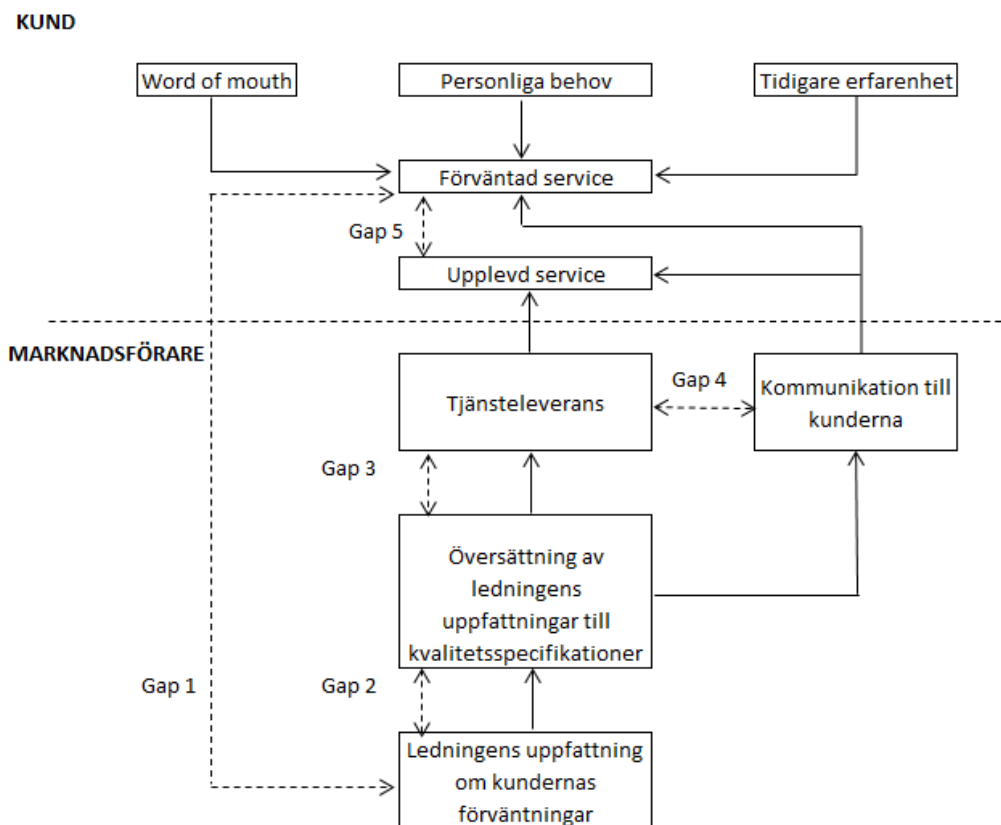 KUND
Word of mouth
Personliga behov
Tidigare erfarenhet
Förväntad service
Gap 5
Upplevd service
MARKNADSFÖRARE
Tjänsteleverans
Gap 4
Kommunikation till
kunderna
Gap 3
Översättning av
ledningens
uppfattningar till
kvalitetsspecifikationer
Gap 1
Gap 2
Ledningens uppfattning
om kundernas
förväntningar